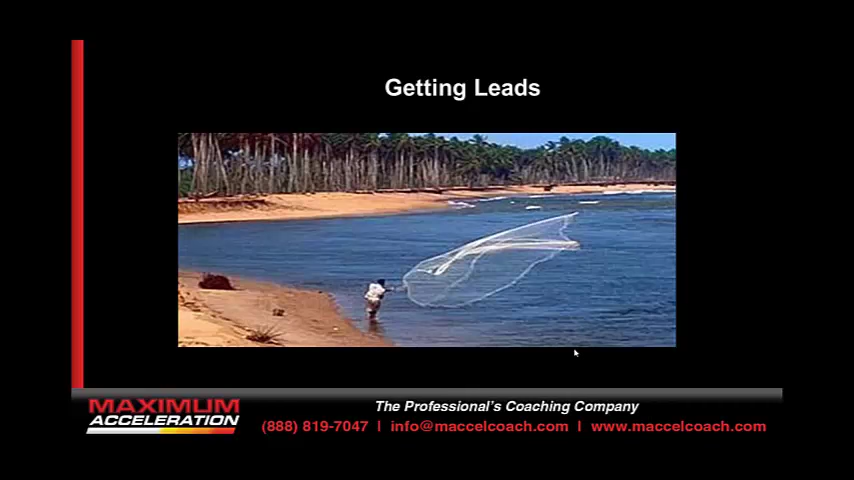 Getting Leads
MAXIMUM
ACCELERATION
The Professional's Coaching Company
(888) 819-7047 | info@maccelcoach.com | www.maccelcoach.com